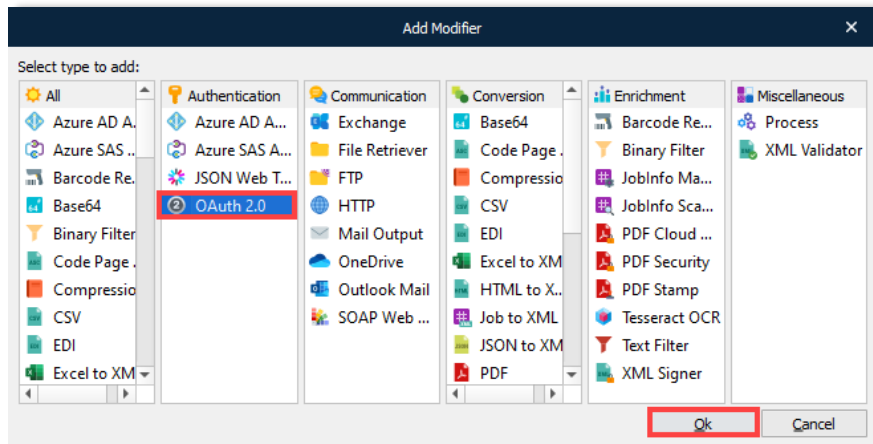 Add Modifier
Select type to add:
All
Azure AD A.
Azure SAS ..
Barcode Re.
Base64
Binary Filter
Code Page .
Compressio
CSV
EDI
Excel to XM
Authentication
Azure AD A...
Azure SAS A...
JSON Web T...
OAuth 2.0
Communication
Exchange
File Retriever
FTP
HTTP
Mail Output
OneDrive
Outlook Mail
SOAP Web ...
Conversion
Base64
Code Page .
Compressio
CSV
EDI
Excel to XM
HTML to X..
Job to XML
JSON to XM
PDF
Enrichment
Barcode Re...
Binary Filter
JobInfo Ma...
JobInfo Sca...
PDF Cloud ...
PDF Security
PDF Stamp
Tesseract OCR
Text Filter
XML Signer
Miscellaneous
Process
XML Validator
Ok
Cancel